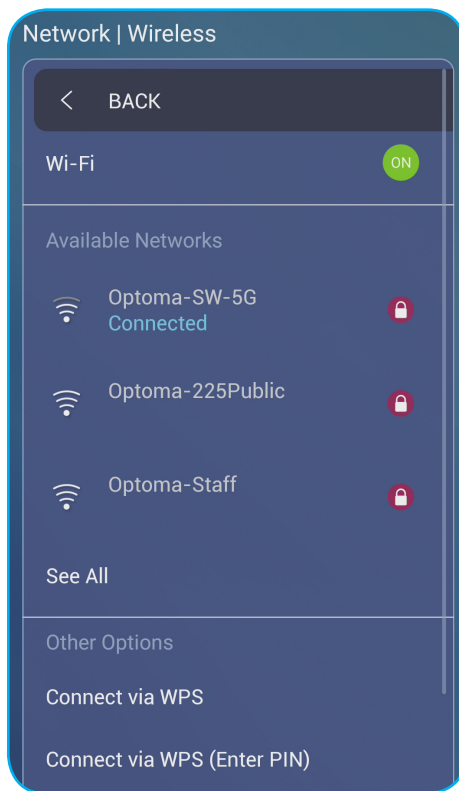 Network | Wireless
BACK
Wi-Fi
ON
Available Networks
Optoma-SW-5G
Connected
Optoma-225Public
Optoma-Staff
See All
Other Options
Connect via WPS
Connect via WPS (Enter PIN)